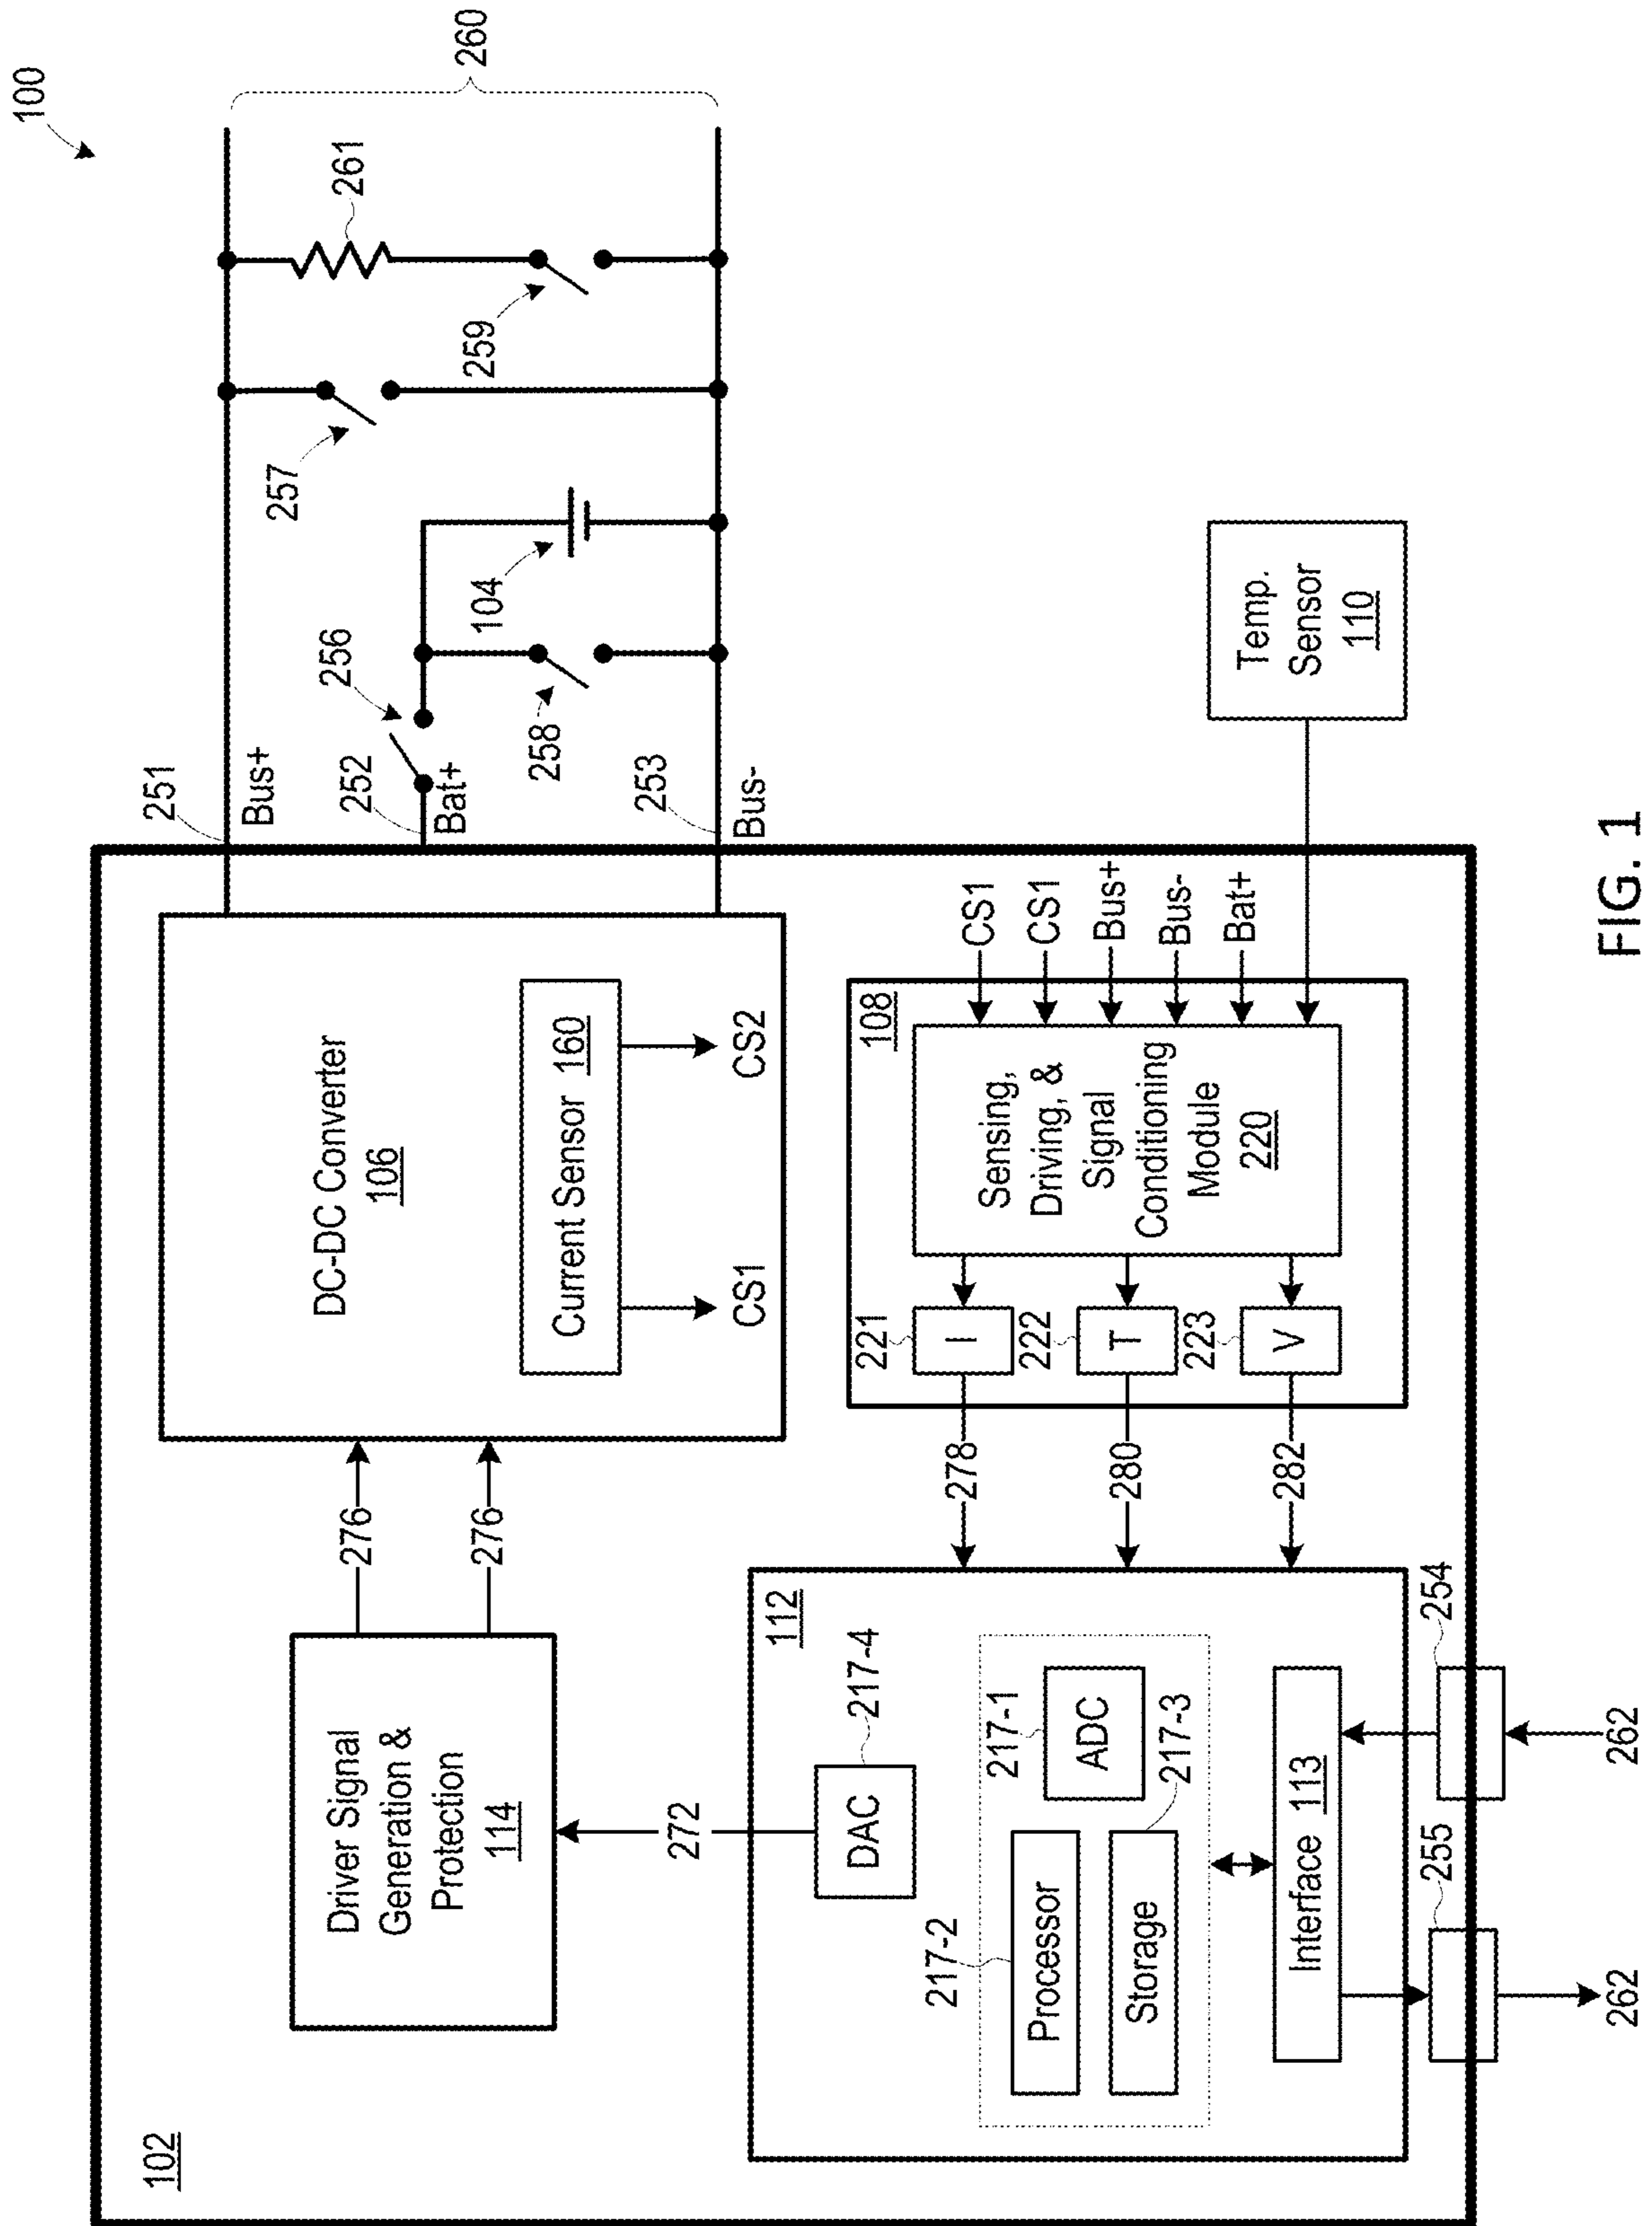 100
102
Driver Signal
Generation &
Protection
114
276
276
DC-DC Converter
106
Current Sensor 160
CS1
CS2
251
Bus+
252
Bat+
253
Bus-
256
258
104
257
259
261
260
272
112
DAC
217-4
217-2
Processor
217-1
ADC
Storage
217-3
Interface 113
255
254
262
262
278
280
282
108
221
I
222
T
223
V
Sensing,
Driving, &
Signal
Conditioning
Module
220
CS1
CS1
Bus+
Bus-
Bat+
Temp.
Sensor
110
FIG. 1